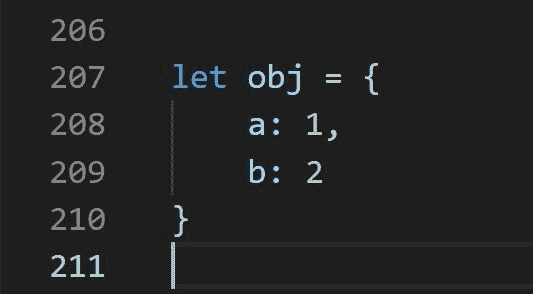 206
207 let obj = {
208     a: 1,
209     b: 2
210 }
211